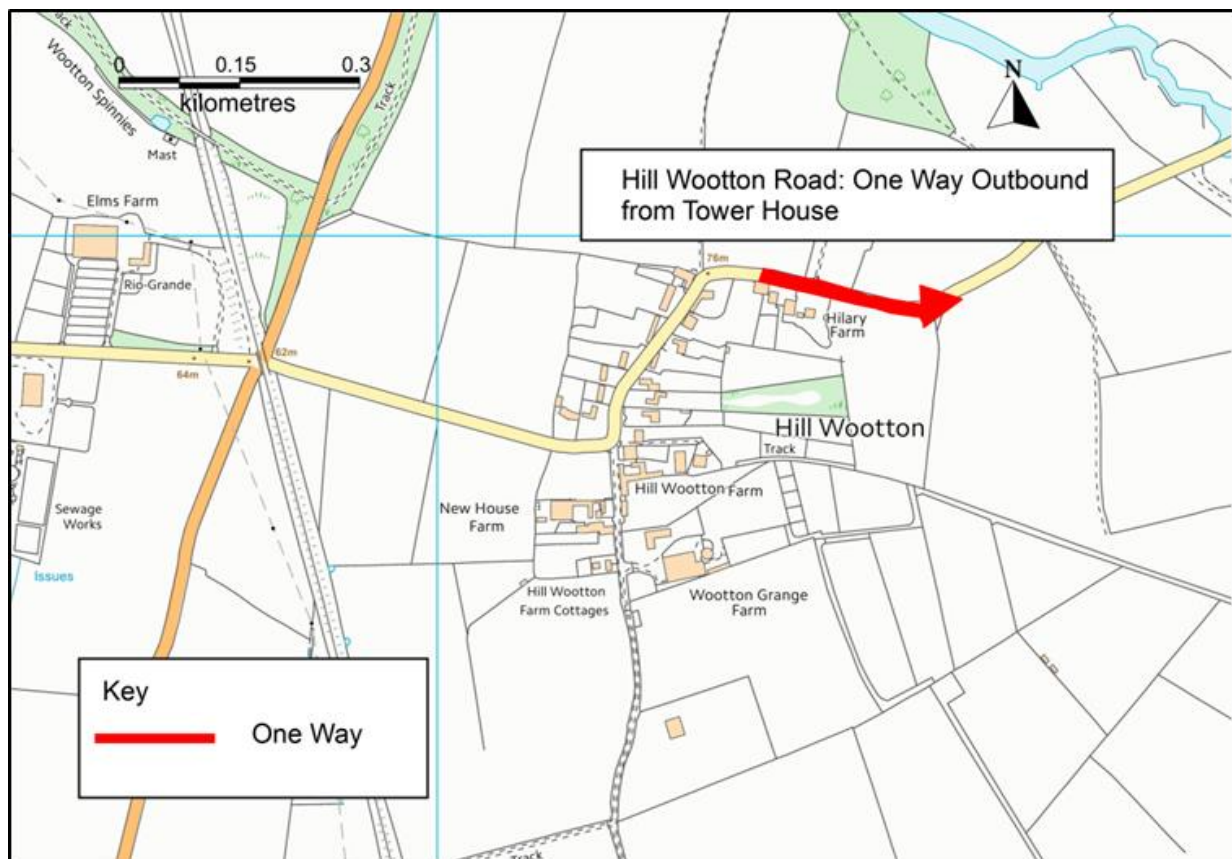 Track
Wootton Spinnies
0 0.15 0.3
kilometres
Track
N
Mast
Elms Farm
Hill Wootton Road: One Way Outbound
from Tower House
Rio-Grande
76m
Hilary
Farm
62m
64m
Hill Wootton
Track
Hill Wootton Farm
New House
Farm
Sewage
Works
Issues
Hill Wootton
Farm Cottages
Wootton Grange
Farm
Key
One Way
Track